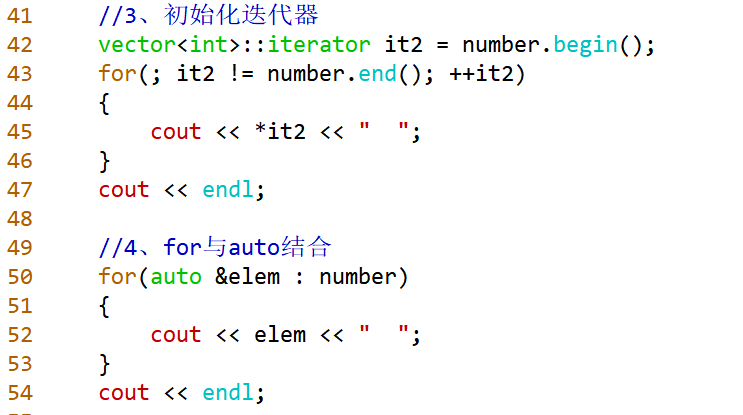 41     //3、初始化迭代器
42     vector<int>::iterator it2 = number.begin();
43     for(; it2 != number.end(); ++it2)
44     {
45         cout << *it2 << "  ";
46     }
47     cout << endl;
48
49     //4、for与auto结合
50     for(auto &elem : number)
51     {
52         cout << elem << "  ";
53     }
54     cout << endl;